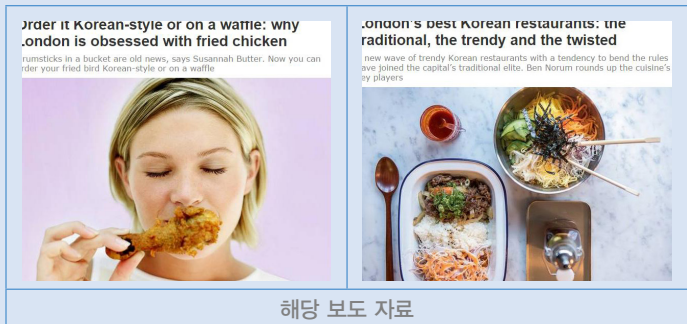 Order it Korean-style or on a waffle: why
London is obsessed with fried chicken
rumsticks in a bucket are old news, says Susannah Butter. Now you can
rder your fried bird Korean-style or on a waffle
London's best Korean restaurants: the
raditional, the trendy and the twisted
new wave of trendy Korean restaurants with a tendency to bend the rules
ave joined the capital's traditional elite. Ben Norum rounds up the cuisine's
ey players
해당 보도 자료